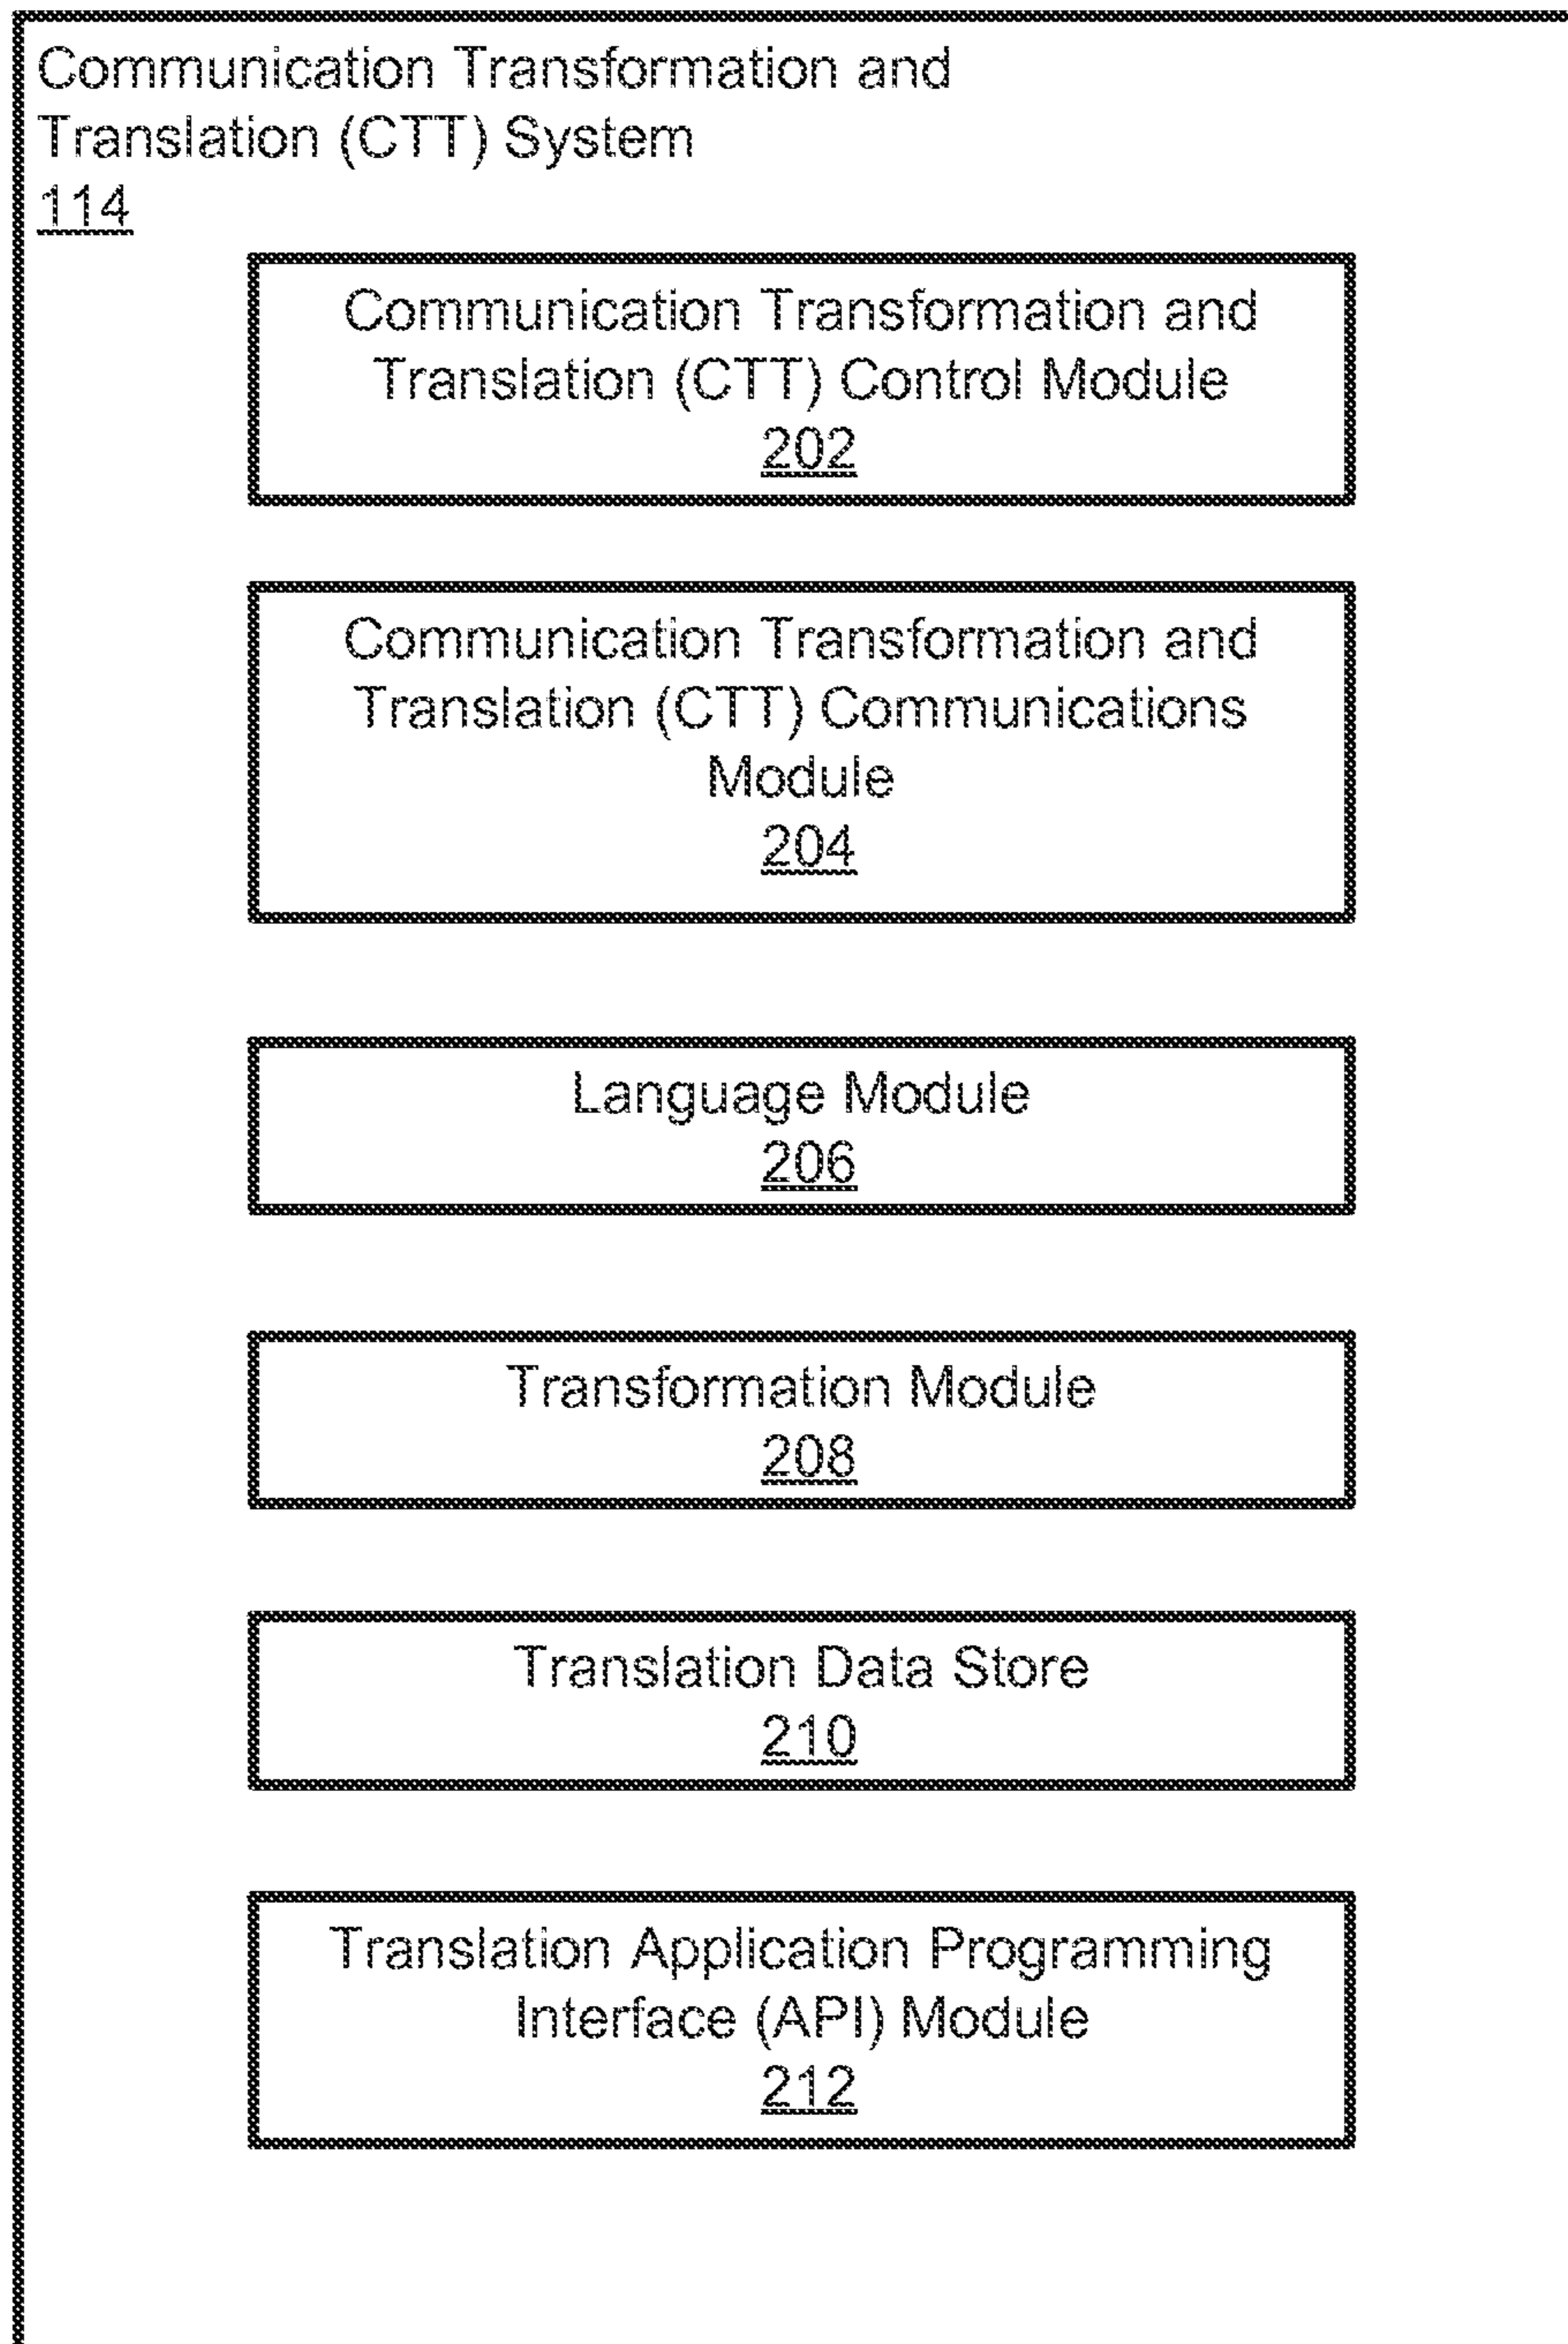 Communication Transformation and
Translation (CTT) System
114
Communication Transformation and
Translation (CTT) Control Module
202
Communication Transformation and
Translation (CTT) Communications
Module
204
Language Module
206
Transformation Module
208
Translation Data Store
210
Translation Application Programming
Interface (API) Module
212